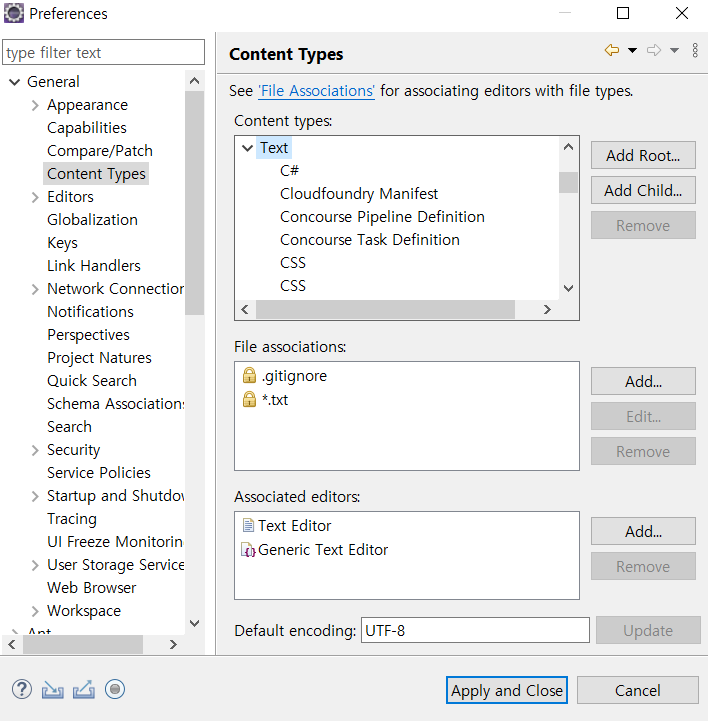 Preferences
type filter text
General
Appearance
Capabilities
Compare/Patch
Content Types
Editors
Globalization
Keys
Link Handlers
Network Connection
Notifications
Perspectives
Project Natures
Quick Search
Schema Associations
Search
Security
Service Policies
Startup and Shutdow
Tracing
UI Freeze Monitorin
User Storage Service
Web Browser
Workspace
Ant
Content Types
See 'File Associations' for associating editors with file types.
Content types:
Text
C#
Cloudfoundry Manifest
Concourse Pipeline Definition
Concourse Task Definition
CSS
CSS
Add Root...
Add Child...
Remove
File associations:
.gitignore
*.txt
Add...
Edit...
Remove
Associated editors:
Text Editor
Generic Text Editor
Add...
Remove
Default encoding: UTF-8 Update
Apply and Close Cancel